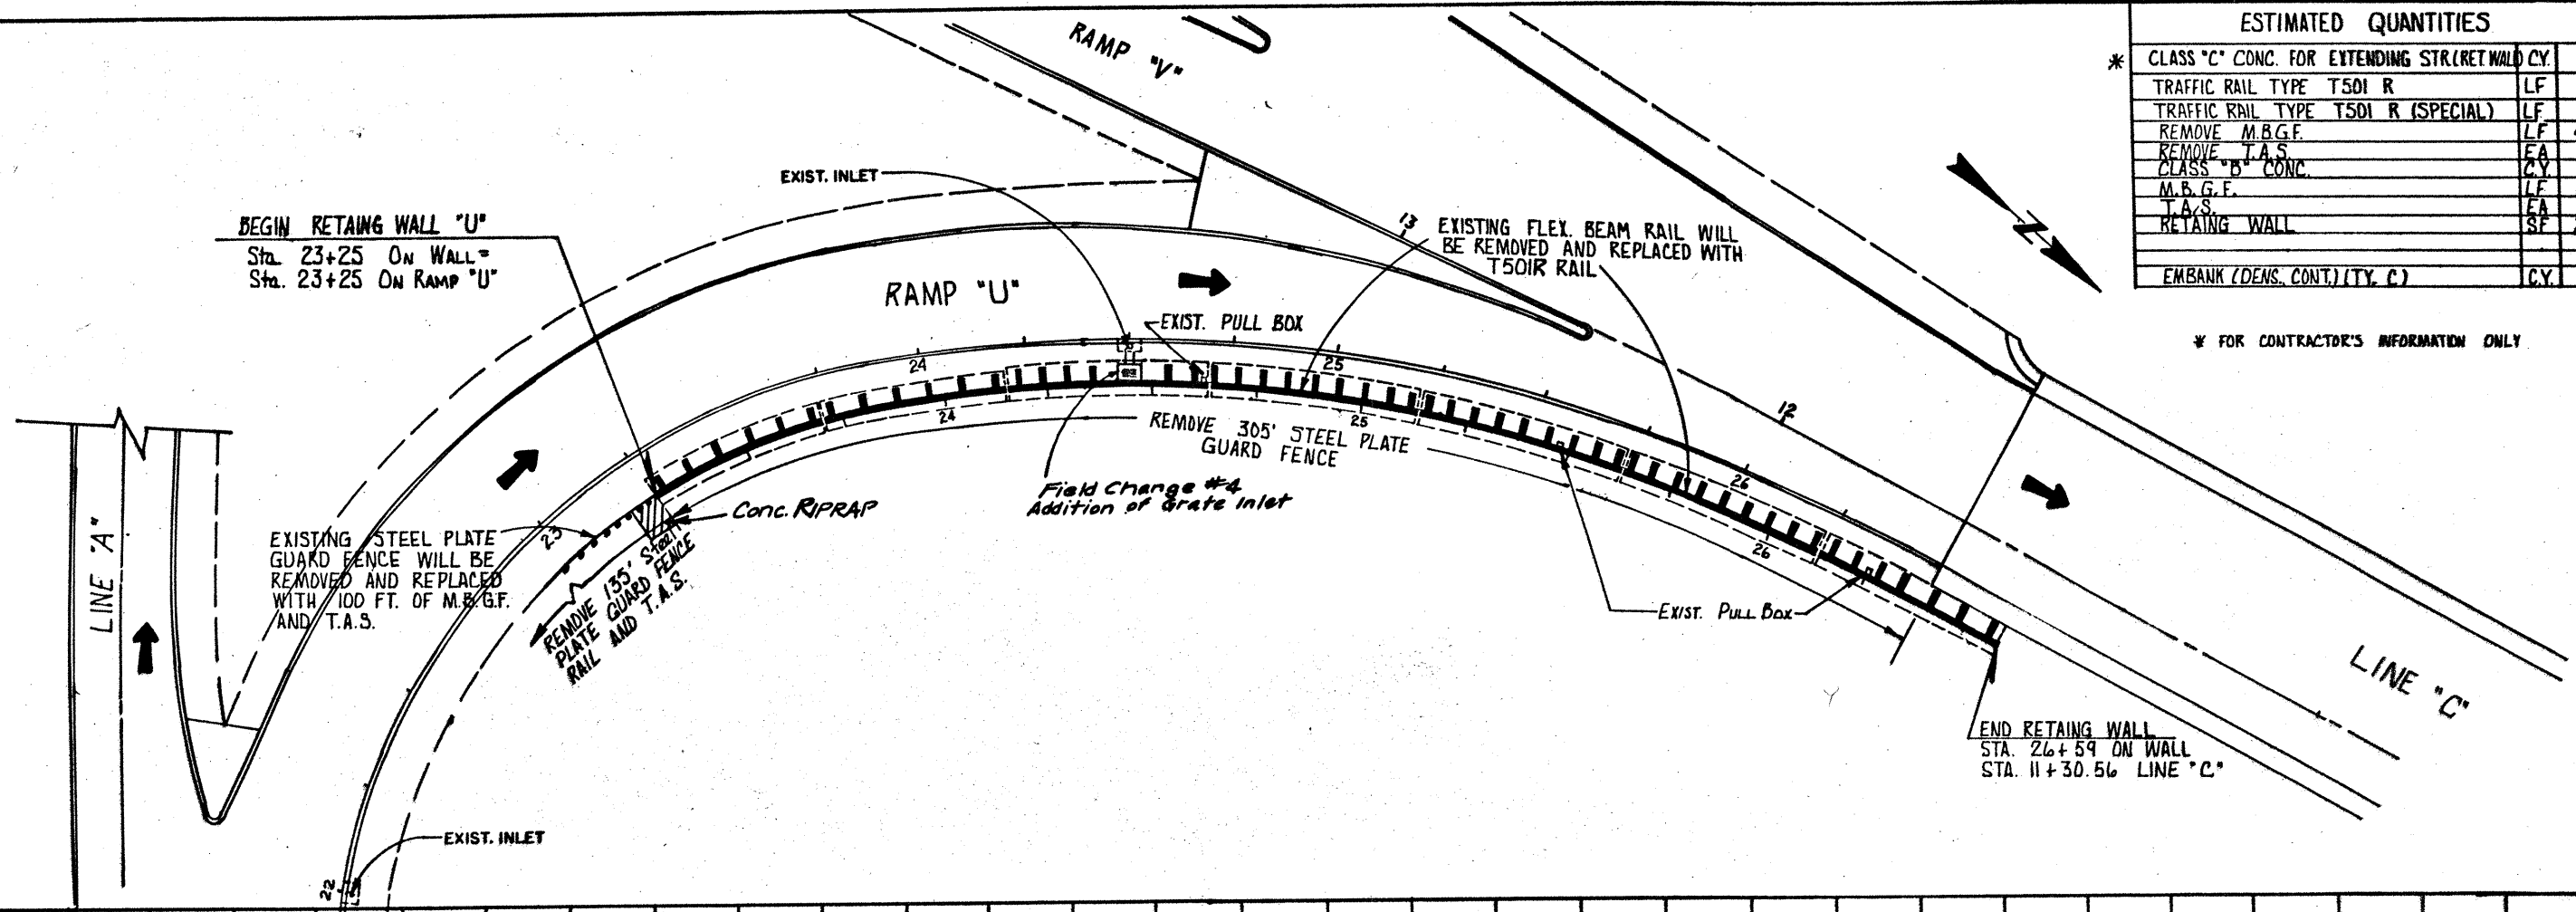 ESTIMATED QUANTITIES
* CLASS "C" CONC. FOR EXTENDING STR.(RET. WALL) C.Y.
TRAFFIC RAIL TYPE T501 R LF
TRAFFIC RAIL TYPE T501 R (SPECIAL) LF
REMOVE M.B.G.F. LF
REMOVE T.A.S. EA
CLASS "B" CONC. C.Y.
M.B.G.F. LF
T.A.S. EA
RETAING WALL SF
EMBANK (DENS. CONT.) (TY. C) C.Y.
* FOR CONTRACTOR'S INFORMATION ONLY
RAMP "V"
EXIST. INLET
BEGIN RETAING WALL "U"
Sta. 23+25 ON WALL =
Sta. 23+25 ON RAMP "U"
13
EXISTING FLEX. BEAM RAIL WILL
BE REMOVED AND REPLACED WITH
T501R RAIL
N
RAMP "U"
EXIST. PULL BOX
24
25
12
24
25
REMOVE 305' STEEL PLATE
GUARD FENCE
26
26
Field Change #4
Addition of Grate Inlet
Conc. RIPRAP
23
EXISTING STEEL PLATE
GUARD FENCE WILL BE
REMOVED AND REPLACED
WITH 100 FT. OF M.B.G.F.
AND T.A.S.
REMOVE 135' Steel
PLATE GUARD FENCE
RAIL AND T.A.S.
LINE "A"
EXIST. PULL BOX
LINE "C"
END RETAING WALL
STA. 26+59 ON WALL
STA. 11+30.56 LINE "C"
EXIST. INLET
22